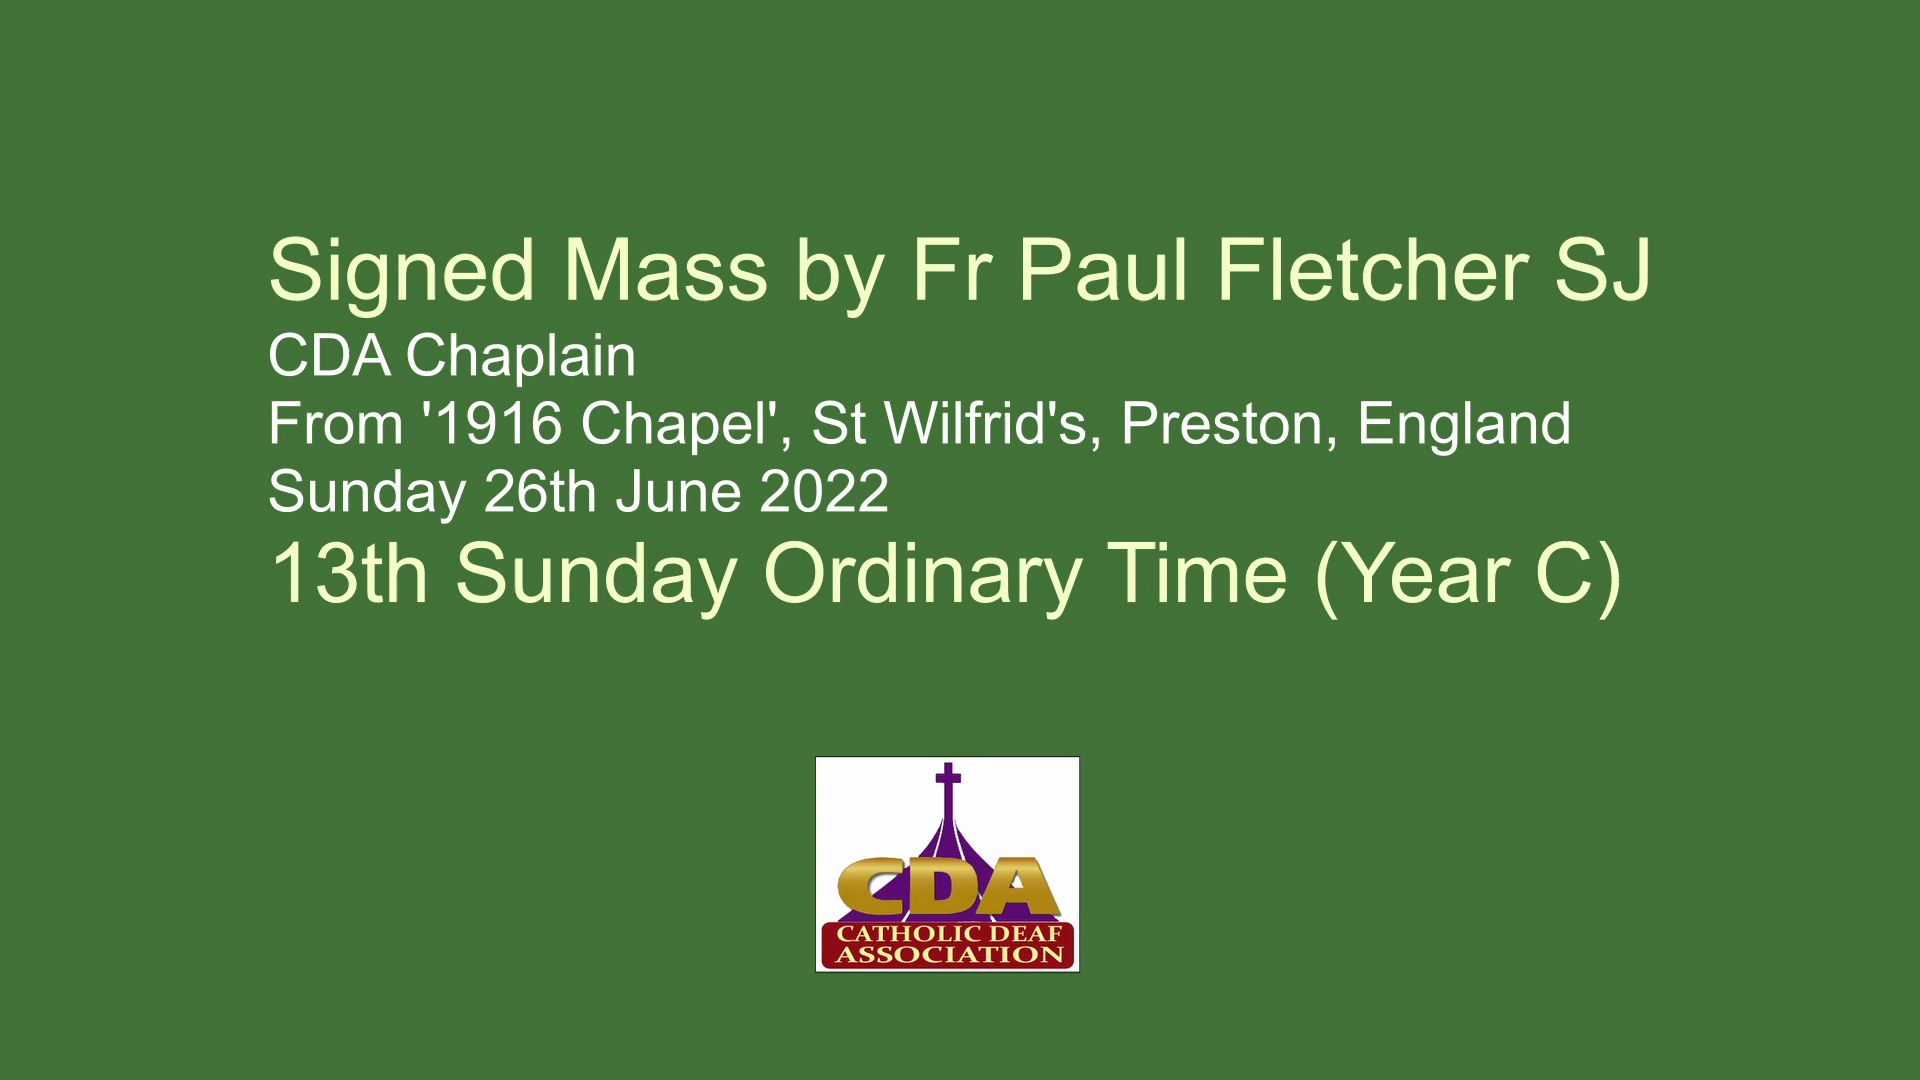 Signed Mass by Fr Paul Fletcher SJ
CDA Chaplain
From '1916 Chapel', St Wilfrid's, Preston, England
Sunday 26th June 2022
13th Sunday Ordinary Time (Year C)
CDA
CATHOLIC DEAF
ASSOCIATION